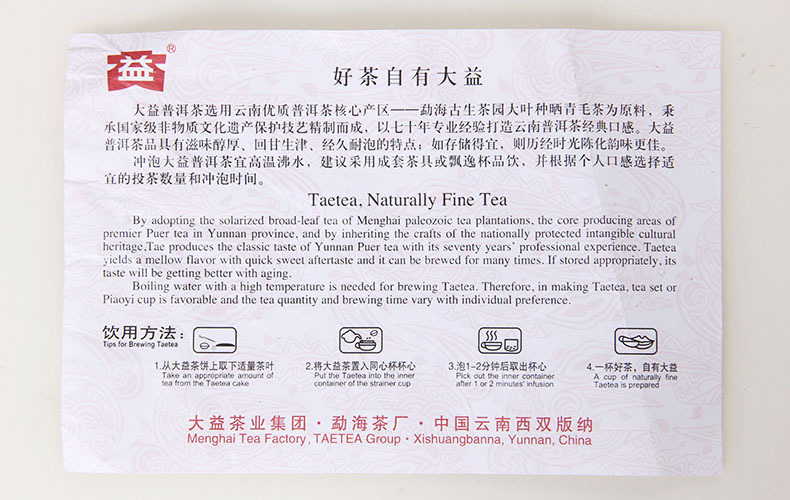 益®
好茶自有大益
大益普洱茶选用云南优质普洱茶核心产区——勐海古生茶园大叶种晒青毛茶为原料，秉
承国家级非物质文化遗产保护技艺精制而成，以七十年专业经验打造云南普洱茶经典口感。大益
普洱茶品具有滋味醇厚、回甘生津、经久耐泡的特点；如存储得宜，则历经时光陈化韵味更佳。
冲泡大益普洱茶宜高温沸水，建议采用成套茶具或飘逸杯品饮，并根据个人口感选择适
宜的投茶数量和冲泡时间。
Taetea, Naturally Fine Tea
By adopting the solarized broad-leaf tea of Menghai paleozoic tea plantations, the core producing areas of
premier Puer tea in Yunnan province, and by inheriting the crafts of the nationally protected intangible cultural
heritage,Tae produces the classic taste of Yunnan Puer tea with its seventy years' professional experience. Taetea
yields a mellow flavor with quick sweet aftertaste and it can be brewed for many times. If stored appropriately, its
taste will be getting better with aging.
Boiling water with a high temperature is needed for brewing Taetea. Therefore, in making Taetea, tea set or
Piaoyi cup is favorable and the tea quantity and brewing time vary with individual preference.
饮用方法：
Tips for Brewing Taetea
1.从大益茶饼上取下适量茶叶
Take an appropriate amount of
tea from the Taetea cake
2.将大益茶置入同心杯杯心
Put the Taetea into the inner
container of the strainer cup
3.泡1-2分钟后取出杯心
Pick out the inner container
after 1 or 2 minutes' infusion
4.一杯好茶，自有大益
A cup of naturally fine
Taetea is prepared
大益茶业集团·勐海茶厂·中国云南西双版纳
Menghai Tea Factory, TAETEA Group · Xishuangbanna, Yunnan, China